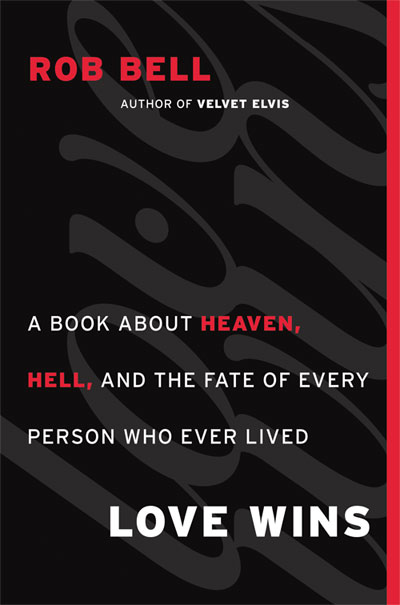 ROB BELL
AUTHOR OF VELVET ELVIS
A BOOK ABOUT HEAVEN,
HELL, AND THE FATE OF EVERY
PERSON WHO EVER LIVED
LOVE WINS